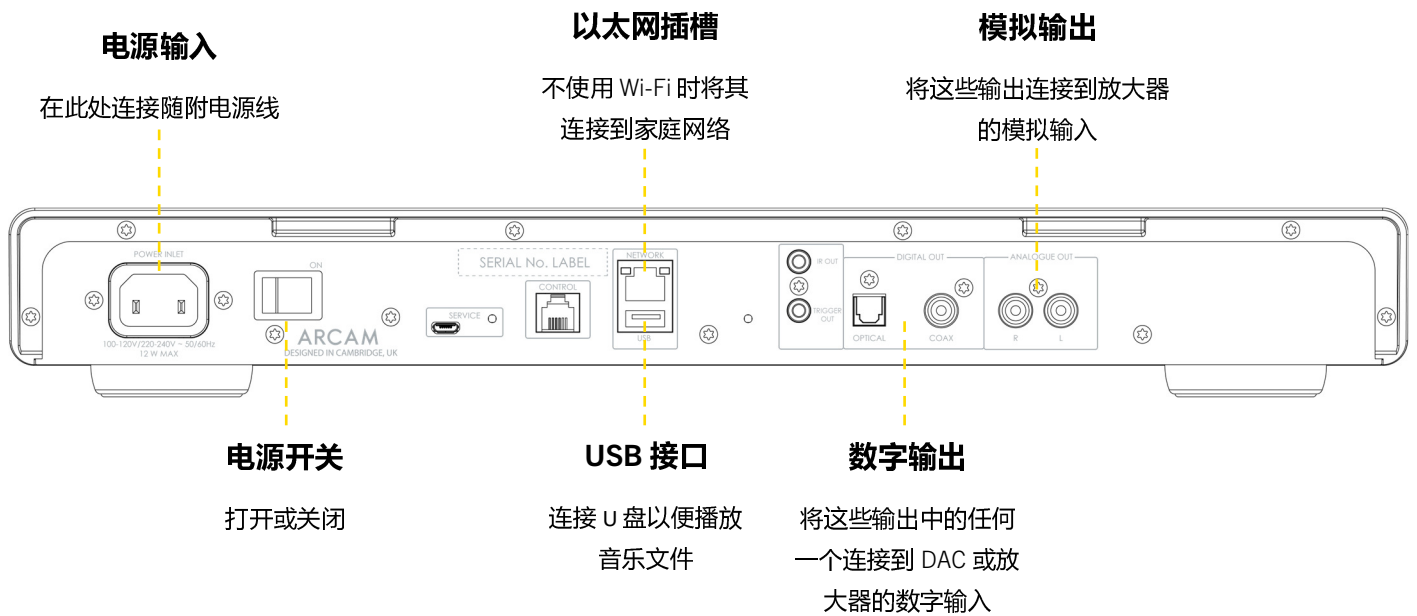 电源输入
在此处连接随附电源线
以太网插槽
不使用 Wi-Fi 时将其
连接到家庭网络
模拟输出
将这些输出连接到放大器
的模拟输入
POWER INLET
100-120V/220-240V ~ 50/60Hz
12 W MAX
ON
ARCAM
DESIGNED IN CAMBRIDGE, UK
SERIAL No. LABEL
SERVICE
CONTROL
NETWORK
USB
IR OUT
TRIGGER
OUT
DIGITAL OUT
OPTICAL
COAX
ANALOGUE OUT
R
L
电源开关
打开或关闭
USB 接口
连接 U 盘以便播放
音乐文件
数字输出
将这些输出中的任何
一个连接到 DAC 或放
大器的数字输入